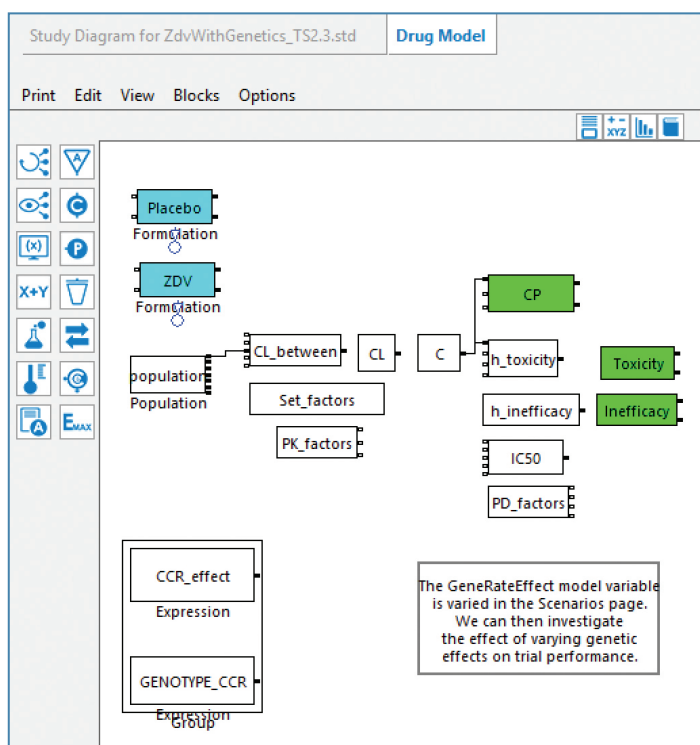 Study Diagram for ZdvWithGenetics_TS2.3.std
Drug Model
Print Edit View Blocks Options
+ -
XYZ
A
C
(x)
P
X+Y
A
EMAX
Placebo
Formulation
ZDV
Formulation
population
Population
CL_between
CL
C
CP
h_toxicity
Toxicity
Set_factors
h_inefficacy
Inefficacy
PK_factors
IC50
PD_factors
CCR_effect
Expression
GENOTYPE_CCR
Expression
Group
The GeneRateEffect model variable
is varied in the Scenarios page.
We can then investigate
the effect of varying genetic
effects on trial performance.